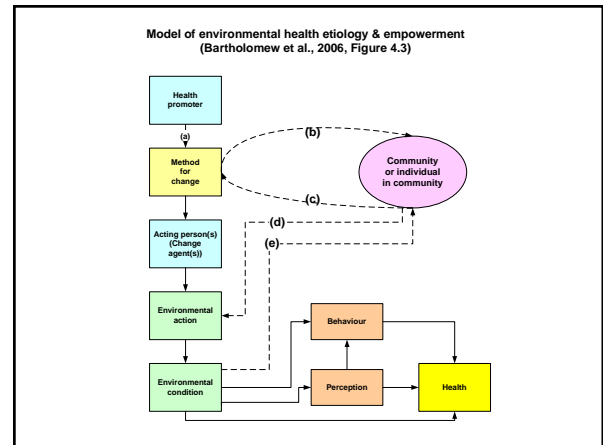 Model of environmental health etiology & empowerment
(Bartholomew et al., 2006, Figure 4.3)
Health
promoter
(a)
(b)
Method
for
change
Community
or individual
in community
(c)
(d)
Acting person(s)
(Change
agent(s))
(e)
Environmental
action
Behaviour
Environmental
condition
Perception
Health